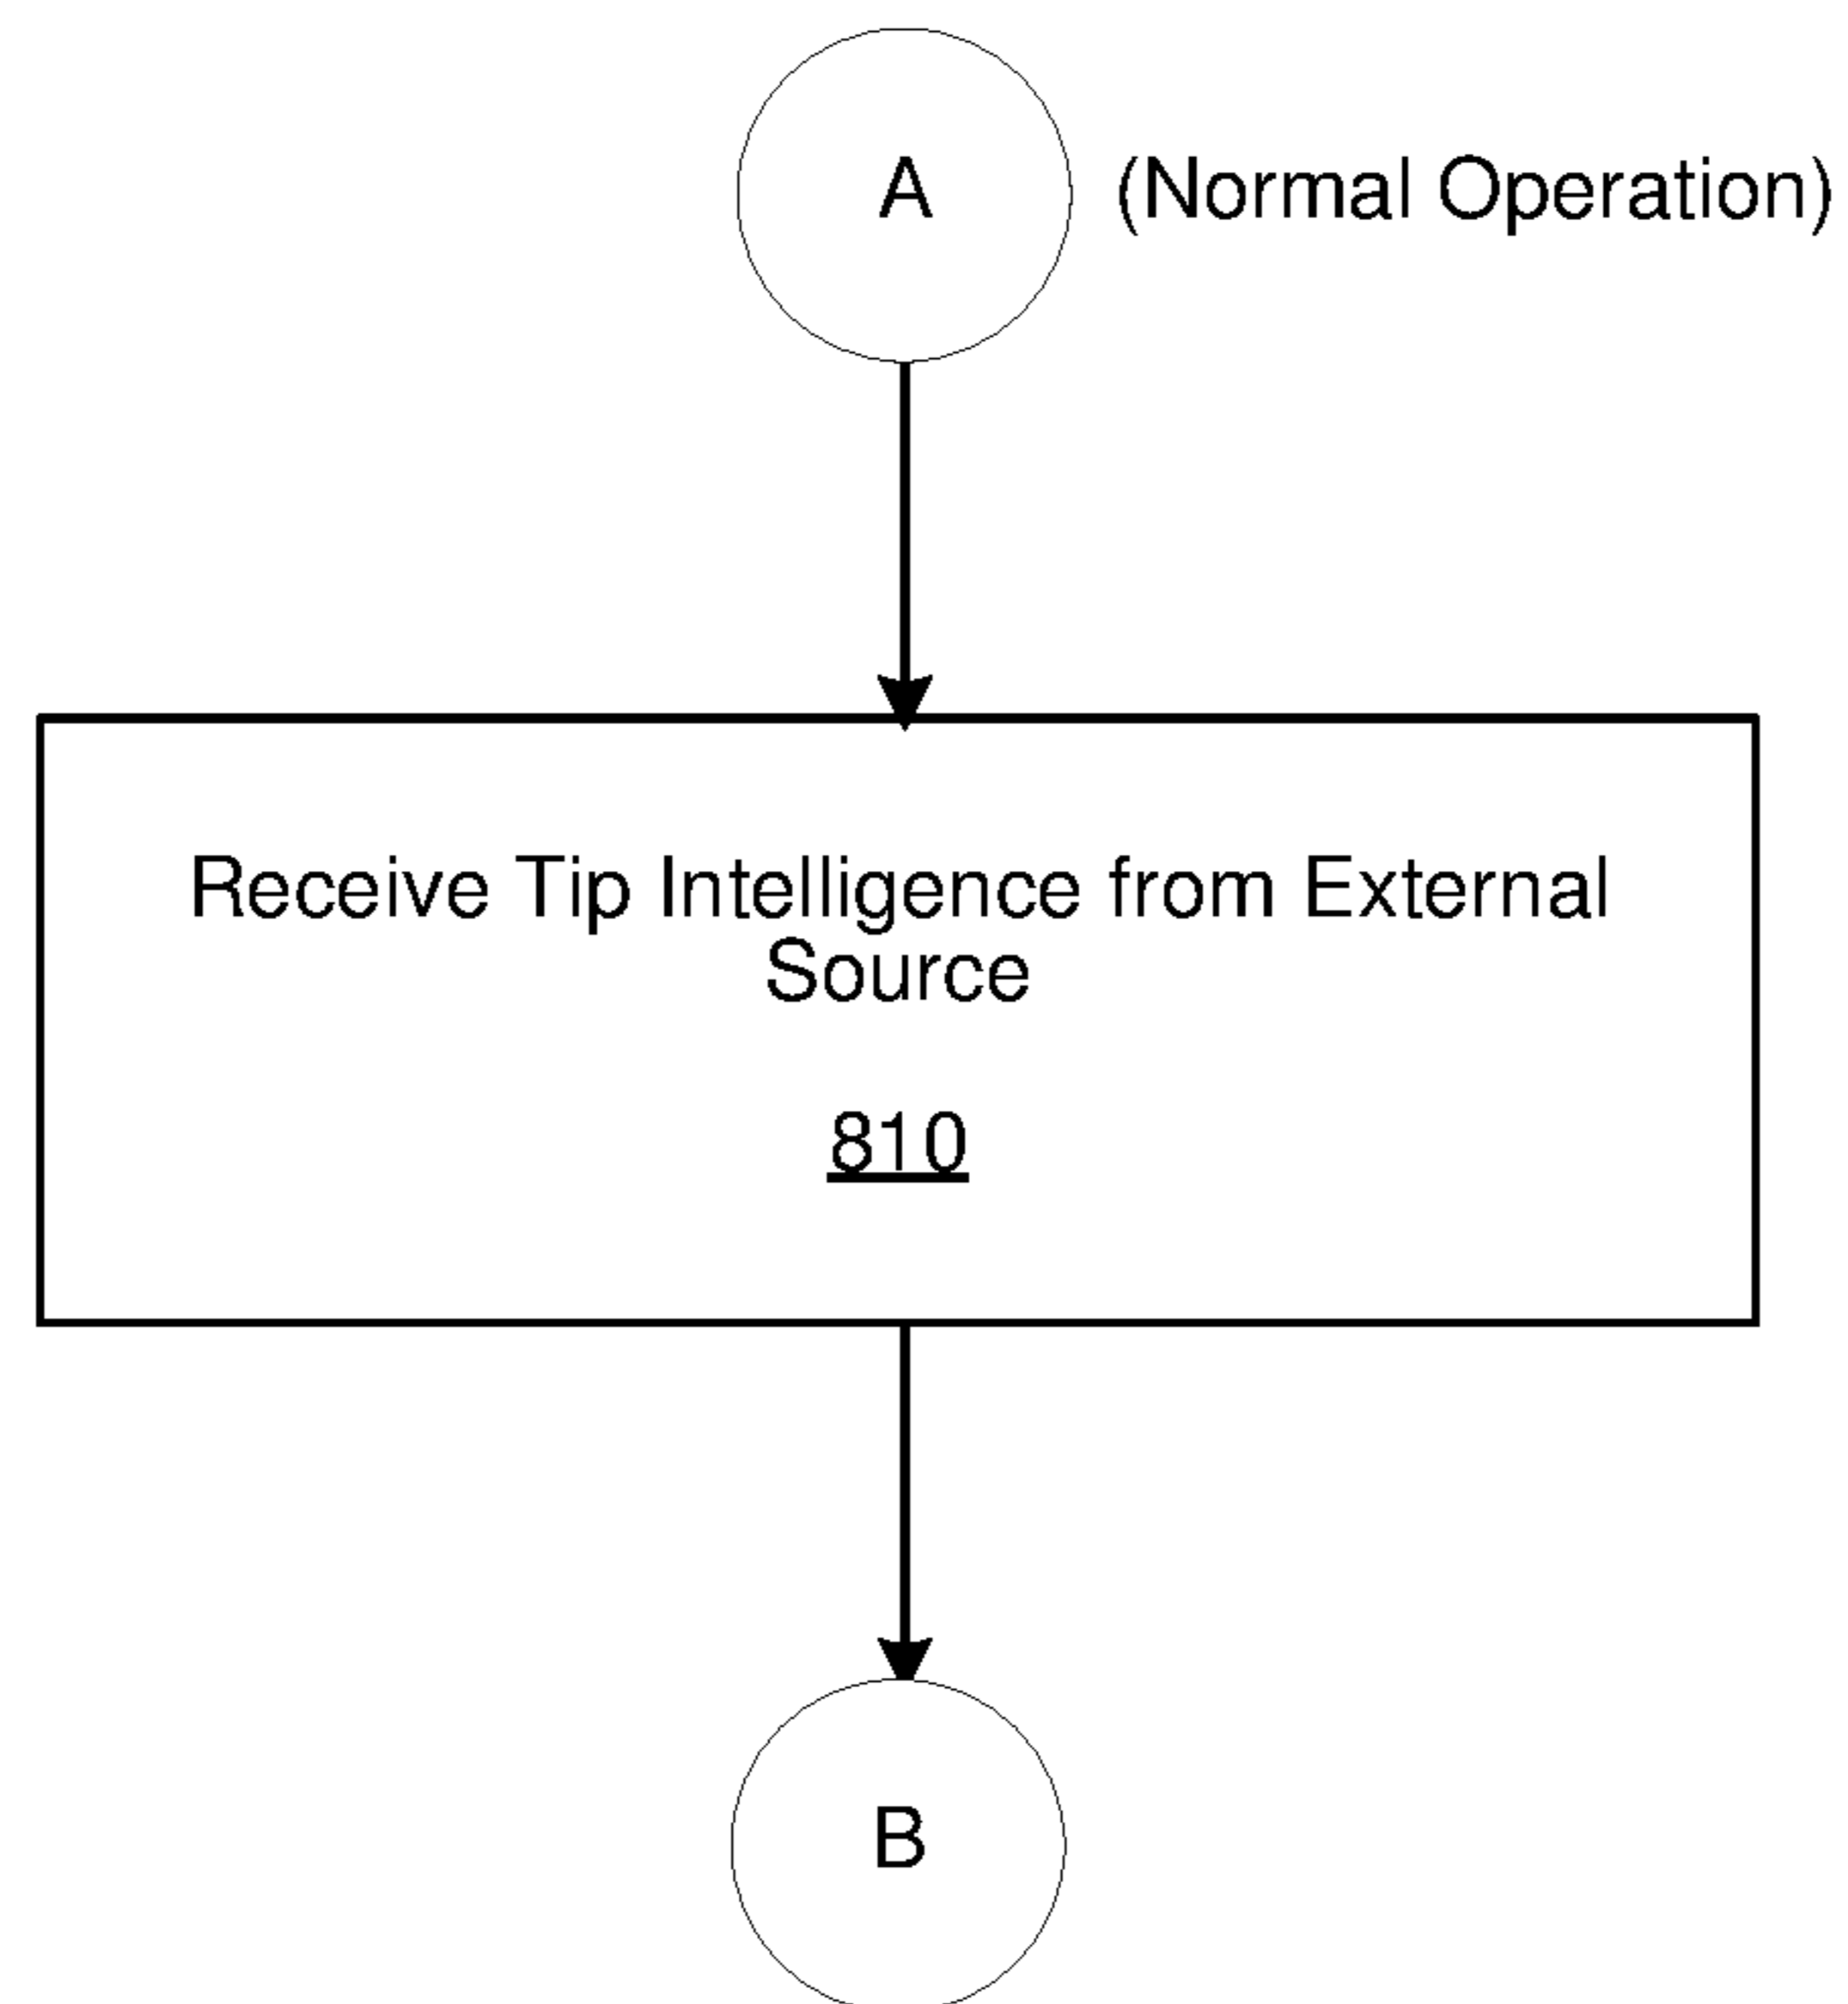 A (Normal Operation)
Receive Tip Intelligence from External
Source
810
B